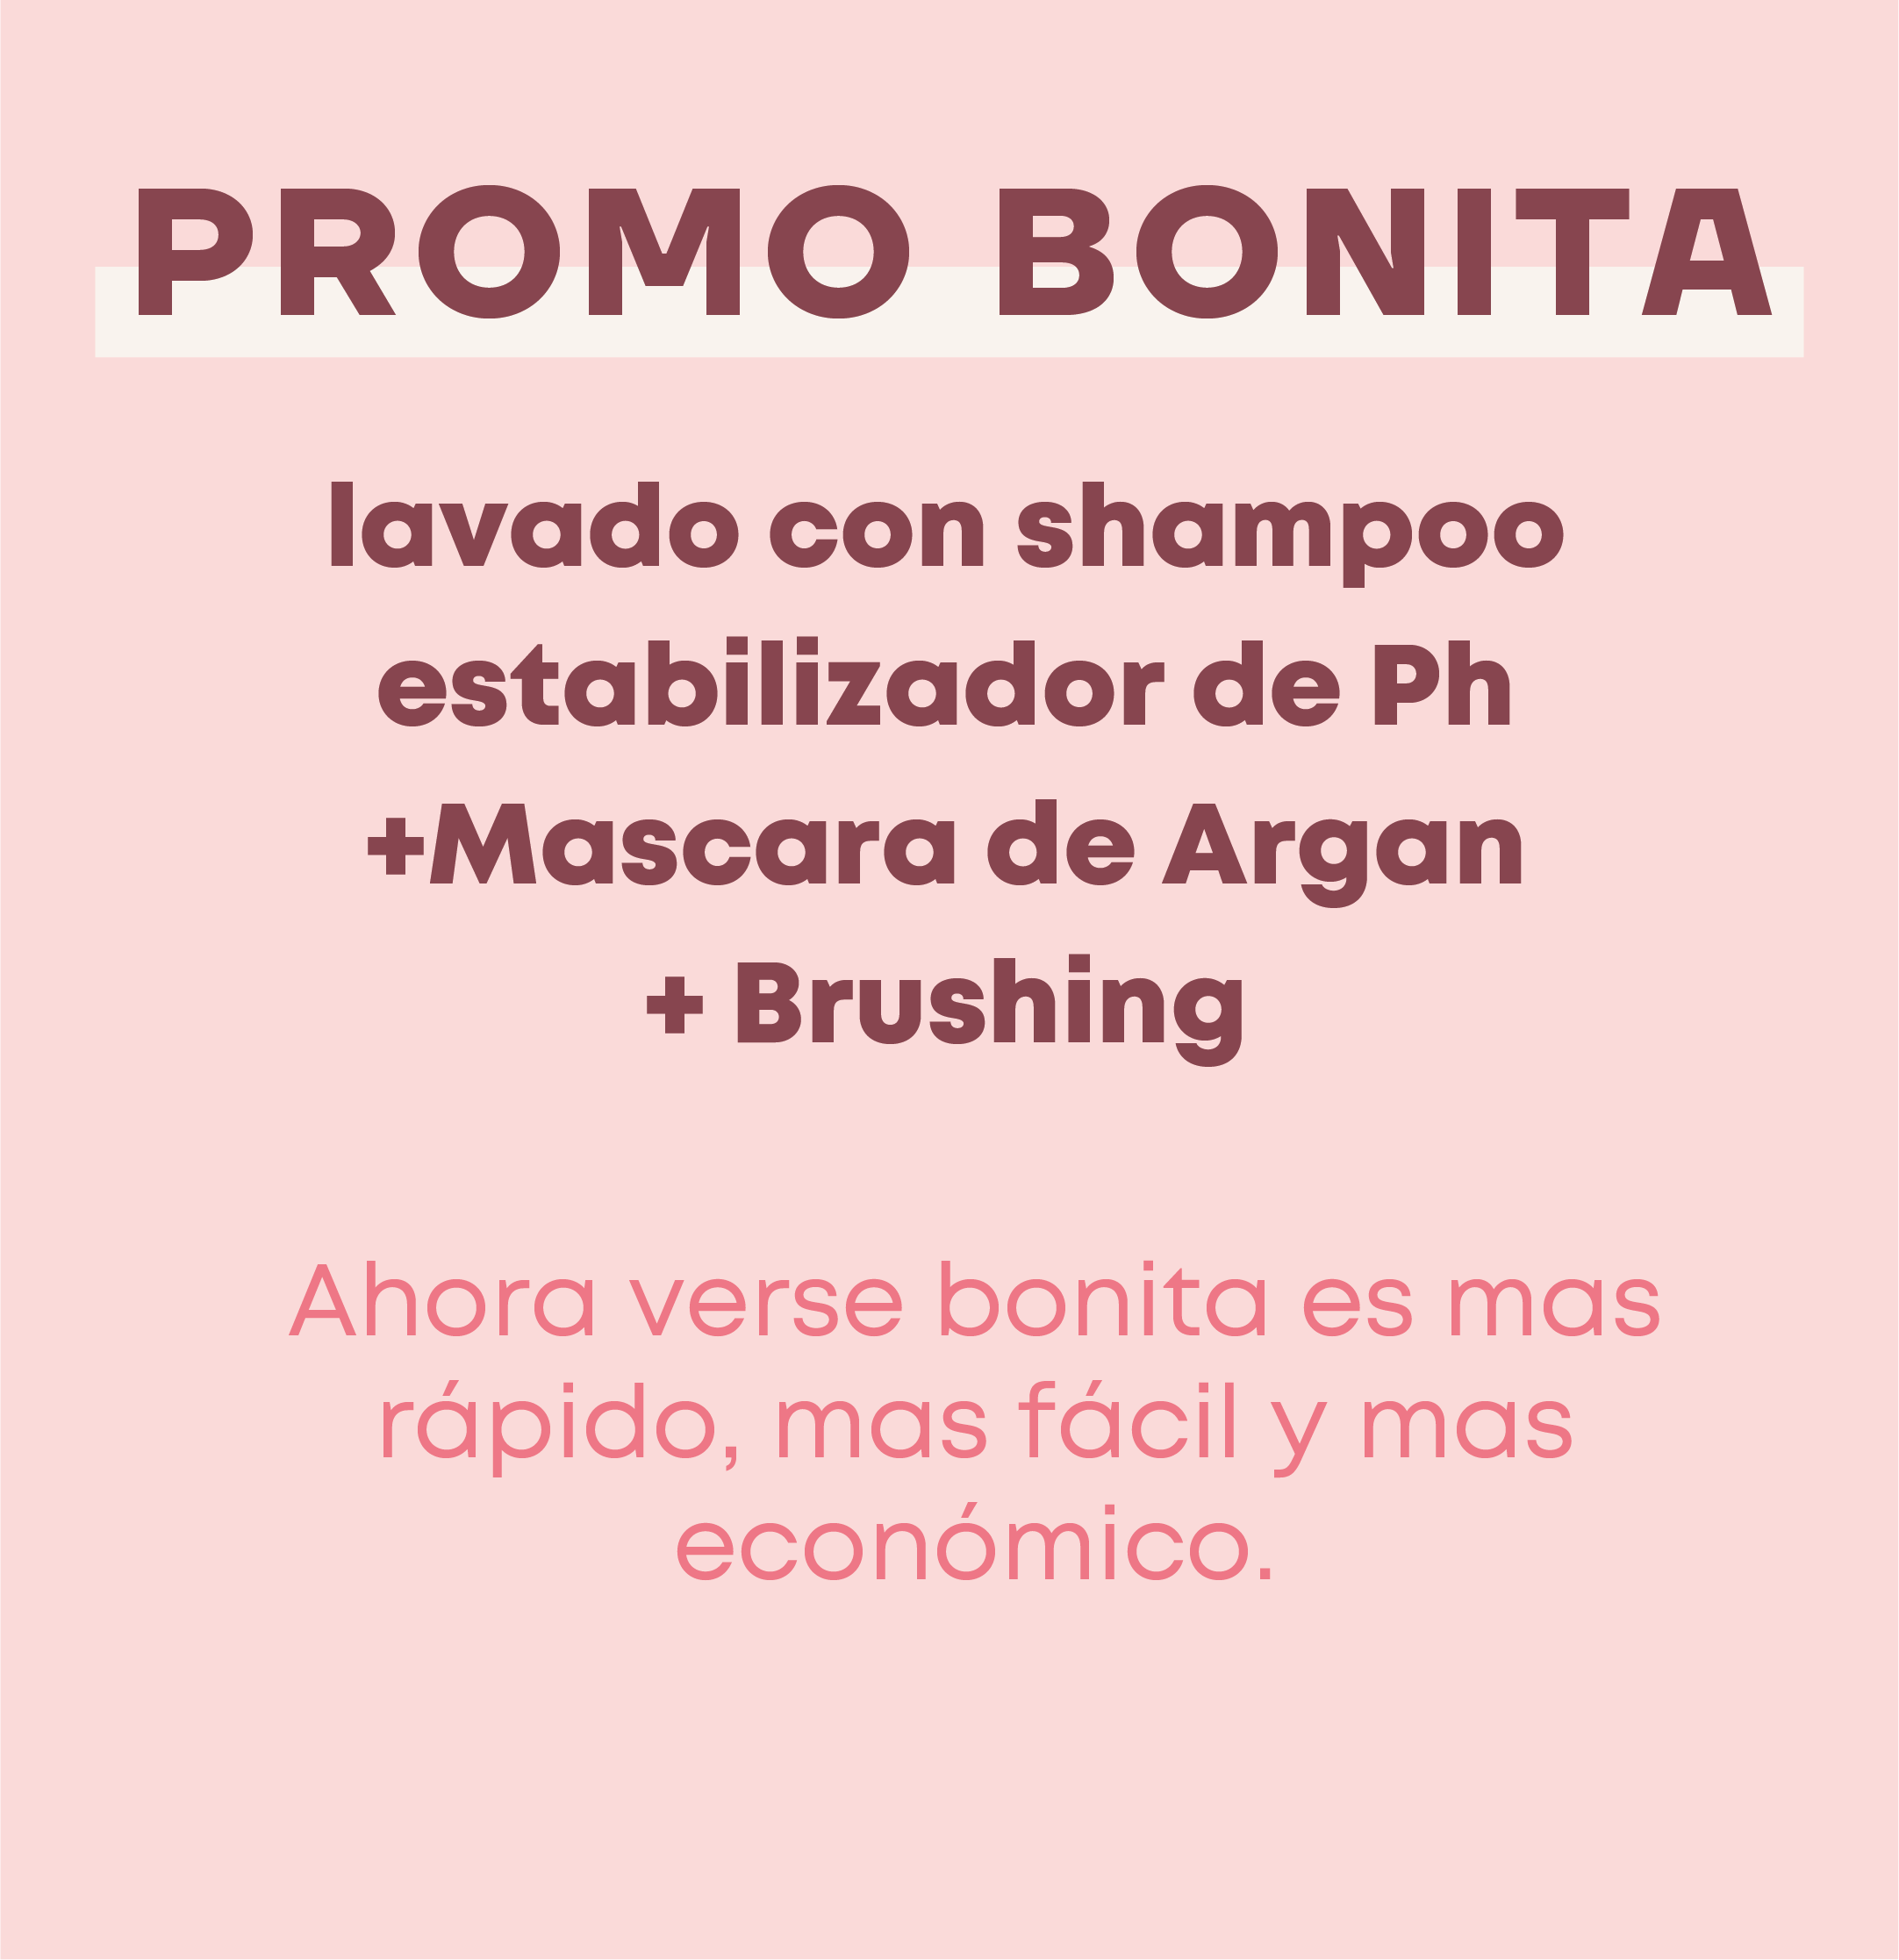 PROMO BONITA
lavado con shampoo
estabilizador de Ph
+Mascara de Argan
+ Brushing
Ahora verse bonita es mas
rápido, mas fácil y mas
económico.